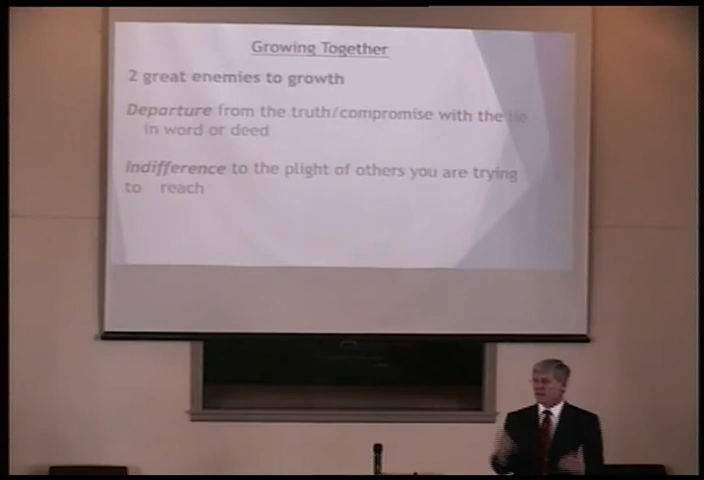 Growing Together
2 great enemies to growth
Departure from the truth/compromise with the lie
in word or deed
Indifference to the plight of others you are trying
to reach